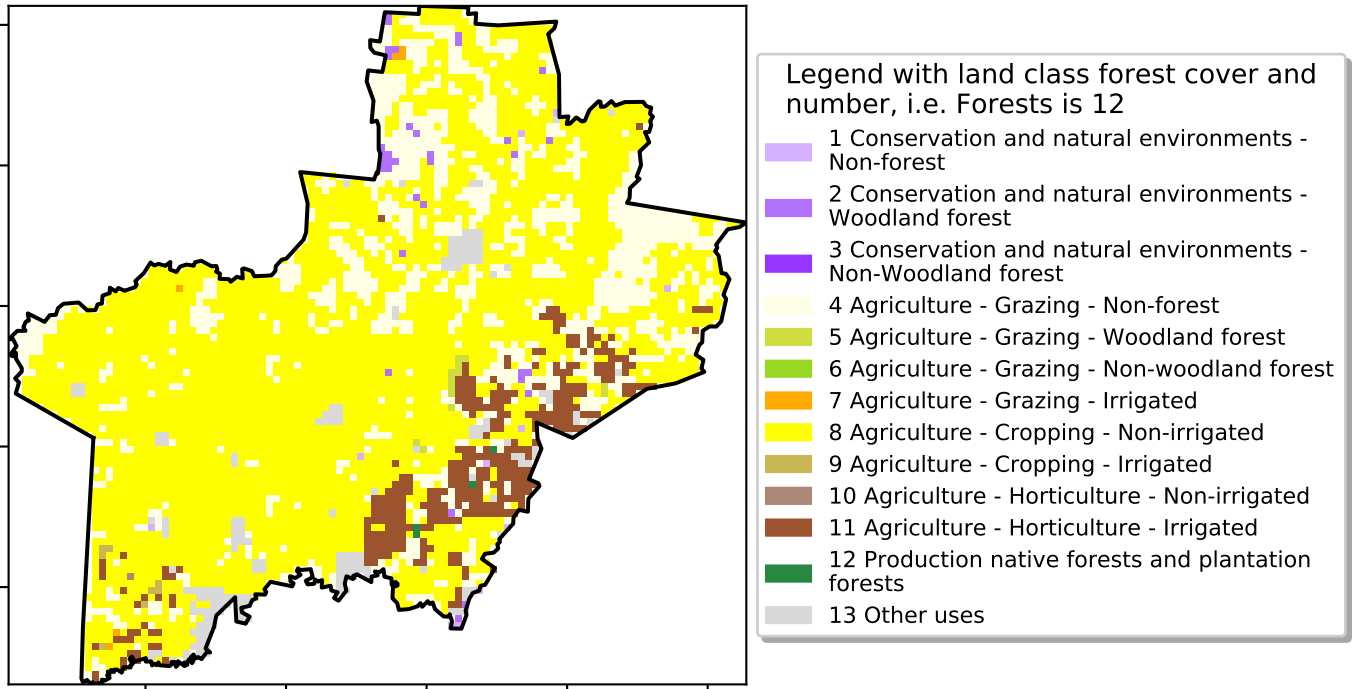 Legend with land class forest cover and
number, i.e. Forests is 12
1 Conservation and natural environments -
Non-forest
2 Conservation and natural environments -
Woodland forest
3 Conservation and natural environments -
Non-Woodland forest
4 Agriculture - Grazing - Non-forest
5 Agriculture - Grazing - Woodland forest
6 Agriculture - Grazing - Non-woodland forest
7 Agriculture - Grazing - Irrigated
8 Agriculture - Cropping - Non-irrigated
9 Agriculture - Cropping - Irrigated
10 Agriculture - Horticulture - Non-irrigated
11 Agriculture - Horticulture - Irrigated
12 Production native forests and plantation
forests
13 Other uses